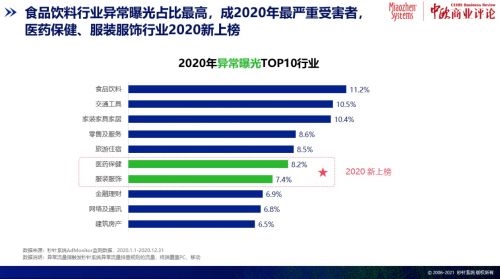 食品饮料行业异常曝光占比最高，成2020年最严重受害者，
医药保健、服装服饰行业2020新上榜
Miaozhen Systems
CEIBS Business Review
中欧商业评论
2020年异常曝光TOP10行业
食品饮料 11.2%
交通工具 10.5%
家装家具家居 10.4%
零售及服务 8.6%
旅游住宿 8.5%
医药保健 8.2%
2020 新上榜
服装服饰 7.4%
金融理财 6.9%
网络及通讯 6.8%
建筑房产 6.5%
数据来源：秒针系统AdMonitor监测数据，2020.1.1-2020.12.31
数据说明：异常流量指触发秒针系统异常流量排查规则的流量，终端覆盖PC、移动
© 2006-2021 秒针系统 版权所有